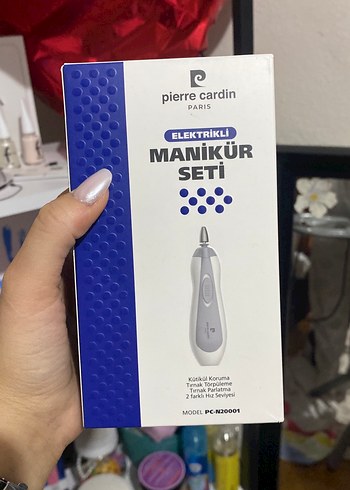 pierre cardin
PARIS
ELEKTRİKLİ
MANİKÜR
SETİ
Kütikül Koruma
Tırnak Törpüleme
Tırnak Parlatma
2 farklı Hız Seviyesi
MODEL PC-N20001